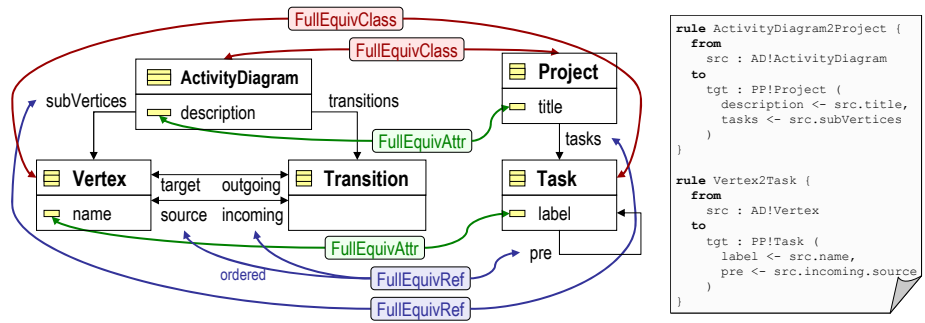 FullEquivClass
FullEquivClass
ActivityDiagram
description
Project
title
subVertices
transitions
FullEquivAttr
tasks
Vertex
name
target
outgoing
source
incoming
Transition
Task
label
FullEquivAttr
pre
ordered
FullEquivRef
FullEquivRef
rule ActivityDiagram2Project {
from
src : AD!ActivityDiagram
to
tgt : PP!Project (
description <- src.title,
tasks <- src.subVertices
)
}
rule Vertex2Task {
from
src : AD!Vertex
to
tgt : PP!Task (
label <- src.name,
pre <- src.incoming.source
)
}